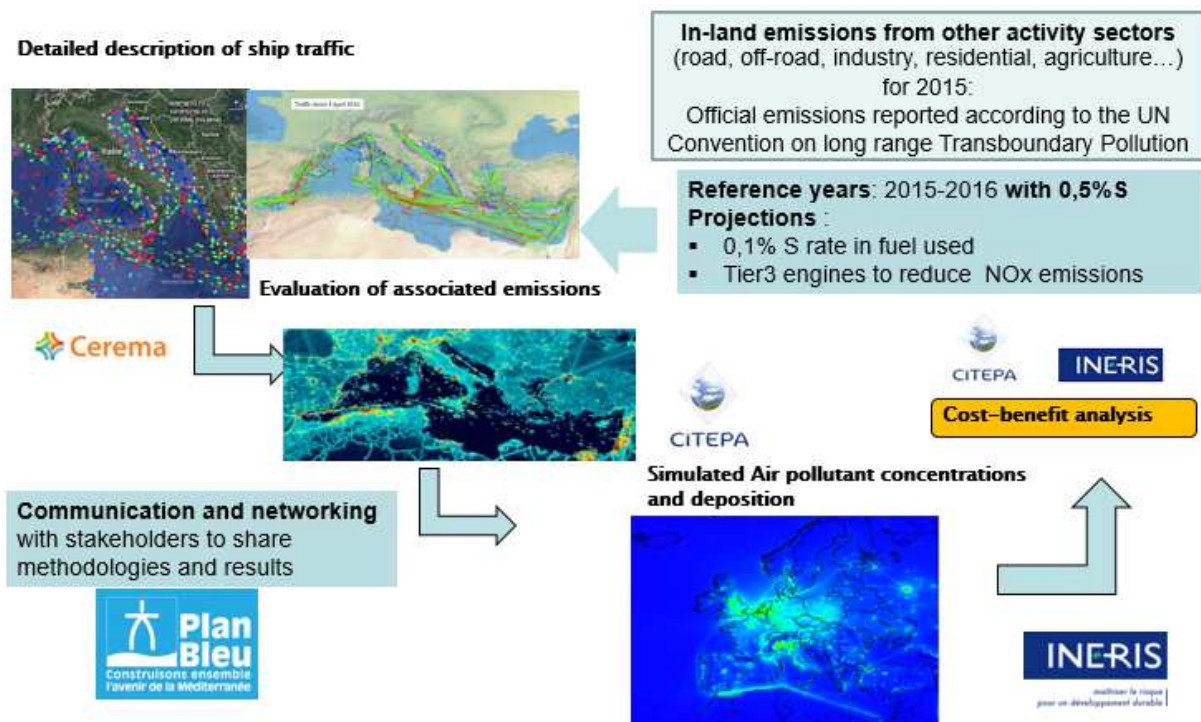 Detailed description of ship traffic
In-land emissions from other activity sectors
(road, off-road, industry, residential, agriculture…)
for 2015:
Official emissions reported according to the UN
Convention on long range Transboundary Pollution
Reference years: 2015-2016 with 0,5%S
Projections :
▪ 0,1% S rate in fuel used
▪ Tier3 engines to reduce NOx emissions
Evaluation of associated emissions
Cerema
CiTEPA
CiTEPA
INERIS
Cost–benefit analysis
Simulated Air pollutant concentrations
and deposition
Communication and networking
with stakeholders to share
methodologies and results
Plan
Bleu
Construisons ensemble
l'avenir de la Méditerranée
INERIS
maîtriser le risque
pour un développement durable